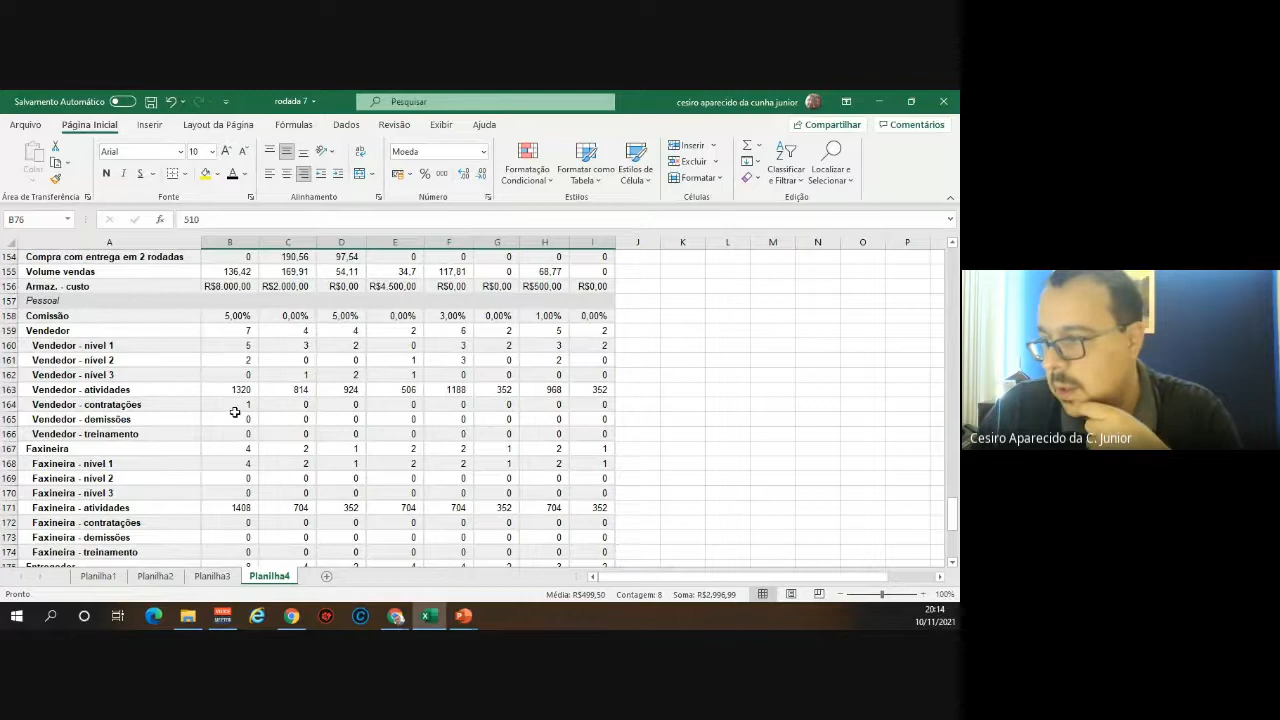 Salvamento Automático rodada 7 Pesquisar cesiro aparecido da cunha junior
Arquivo Página Inicial Inserir Layout da Página Fórmulas Dados Revisão Exibir Ajuda Compartilhar Comentários
Colar Arial 10 Moeda Formatação Condicional Formatar como Tabela Estilos de Célula Inserir Excluir Formatar Classificar e Filtrar Localizar e Selecionar
N I S % 000
Área de Transferência Fonte Alinhamento Número Estilos Células Edição
B76 fx 510
A B C D E F G H I J K L M N O P
154 Compra com entrega em 2 rodadas 0 190,56 97,54 0 0 0 0 0
155 Volume vendas 136,42 169,91 54,11 34,7 117,81 0 68,77 0
156 Armaz. - custo R$8.000,00 R$2.000,00 R$0,00 R$4.500,00 R$0,00 R$0,00 R$500,00 R$0,00
157 Pessoal
158 Comissão 5,00% 0,00% 5,00% 0,00% 3,00% 0,00% 1,00% 0,00%
159 Vendedor 7 4 4 2 6 2 5 2
160 Vendedor - nível 1 5 3 2 0 3 2 3 2
161 Vendedor - nível 2 2 0 0 1 3 0 2 0
162 Vendedor - nível 3 0 1 2 1 0 0 0 0
163 Vendedor - atividades 1320 814 924 506 1188 352 968 352
164 Vendedor - contratações 1 0 0 0 0 0 0 0
165 Vendedor - demissões 0 0 0 0 0 0 0 0
166 Vendedor - treinamento 0 0 0 0 0 0 0 0
167 Faxineira 4 2 1 2 2 1 2 1
168 Faxineira - nível 1 4 2 1 2 2 1 2 1
169 Faxineira - nível 2 0 0 0 0 0 0 0 0
170 Faxineira - nível 3 0 0 0 0 0 0 0 0
171 Faxineira - atividades 1408 704 352 704 704 352 704 352
172 Faxineira - contratações 0 0 0 0 0 0 0 0
173 Faxineira - demissões 0 0 0 0 0 0 0 0
174 Faxineira - treinamento 0 0 0 0 0 0 0 0
Planilha1 Planilha2 Planilha3 Planilha4
Pronto Média: R$499,50 Contagem: 8 Soma: R$2.996,99 100%
20:14
10/11/2021
Cesiro Aparecido da C. Junior